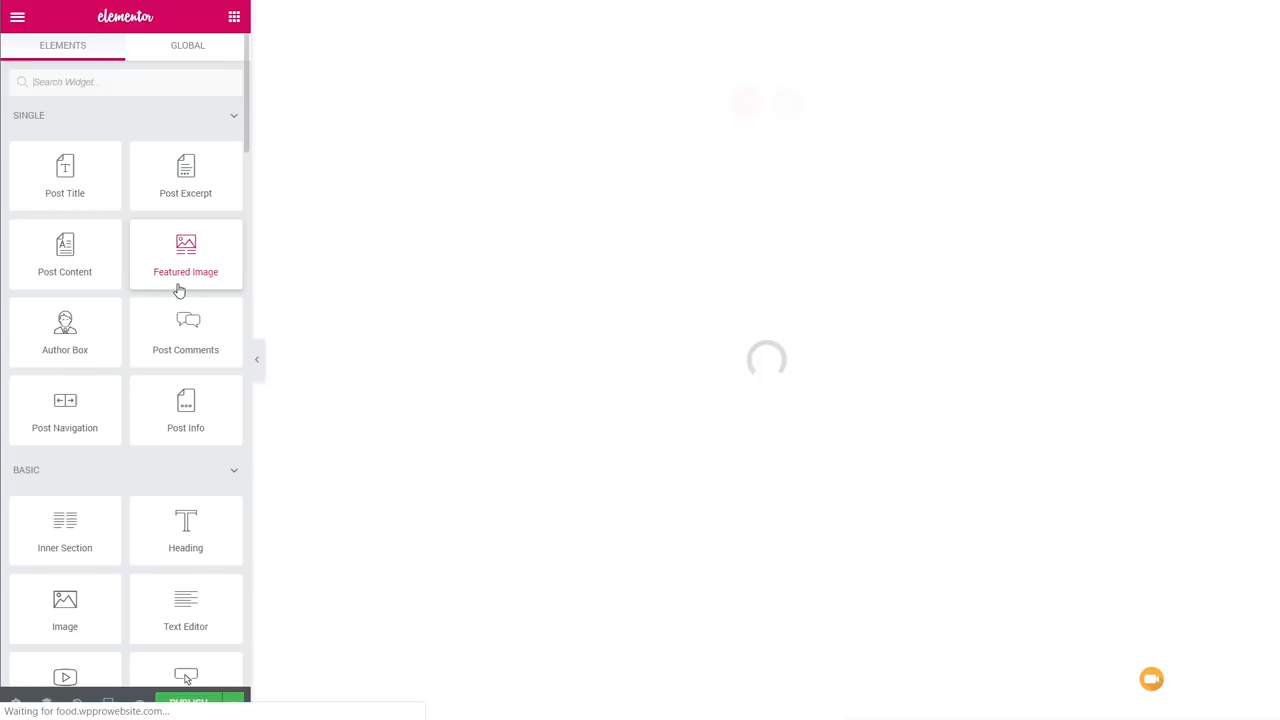 elementor
ELEMENTS GLOBAL
Search Widget...
SINGLE
Post Title Post Excerpt
Post Content Featured Image
Author Box Post Comments
Post Navigation Post Info
BASIC
Inner Section Heading
Image Text Editor
PUBLISH
Waiting for food.wpprowebsite.com...